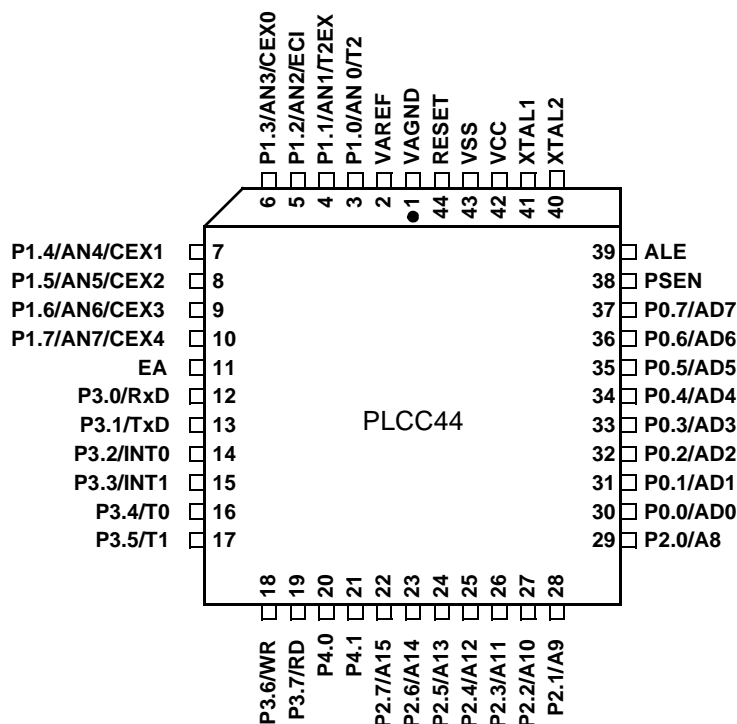 P1.3/AN3/CEX0
P1.2/AN2/ECI
P1.1/AN1/T2EX
P1.0/AN 0/T2
VAREF
VAGND
RESET
VSS
VCC
XTAL1
XTAL2
6
5
4
3
2
1
44
43
42
41
40
P1.4/AN4/CEX1 7
P1.5/AN5/CEX2 8
P1.6/AN6/CEX3 9
P1.7/AN7/CEX4 10
EA 11
P3.0/RxD 12
P3.1/TxD 13
P3.2/INT0 14
P3.3/INT1 15
P3.4/T0 16
P3.5/T1 17
PLCC44
39 ALE
38 PSEN
37 P0.7/AD7
36 P0.6/AD6
35 P0.5/AD5
34 P0.4/AD4
33 P0.3/AD3
32 P0.2/AD2
31 P0.1/AD1
30 P0.0/AD0
29 P2.0/A8
18
19
20
21
22
23
24
25
26
27
28
P3.6/WR
P3.7/RD
P4.0
P4.1
P2.7/A15
P2.6/A14
P2.5/A13
P2.4/A12
P2.3/A11
P2.2/A10
P2.1/A9